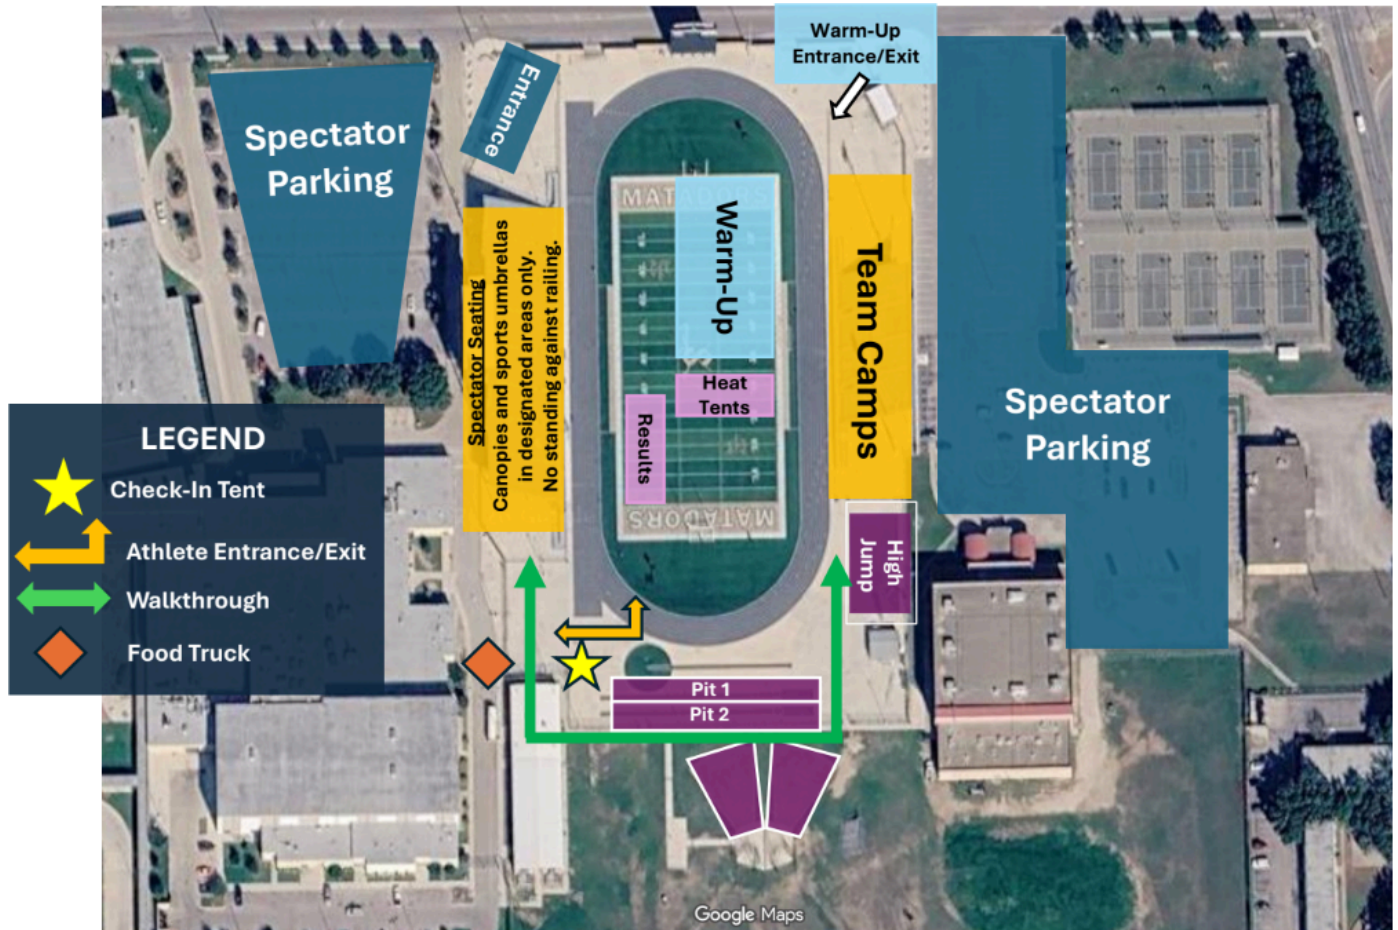 Warm-Up
Entrance/Exit
Entrance
Spectator
Parking
MATADORS
Warm-Up
Spectator Seating
Canopies and sports umbrellas
in designated areas only.
No standing against railing.
Team Camps
Heat
Tents
Results
Spectator
Parking
LEGEND
Check-In Tent
Athlete Entrance/Exit
Walkthrough
Food Truck
MATADORS
High
Jump
Pit 1
Pit 2
Google Maps